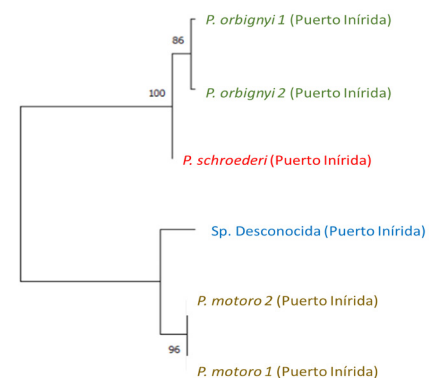 P. orbignyi 1 (Puerto Inírida)
86
P. orbignyi 2 (Puerto Inírida)
100
P. schroederi (Puerto Inírida)
Sp. Desconocida (Puerto Inírida)
P. motoro 2 (Puerto Inírida)
96
P. motoro 1 (Puerto Inírida)